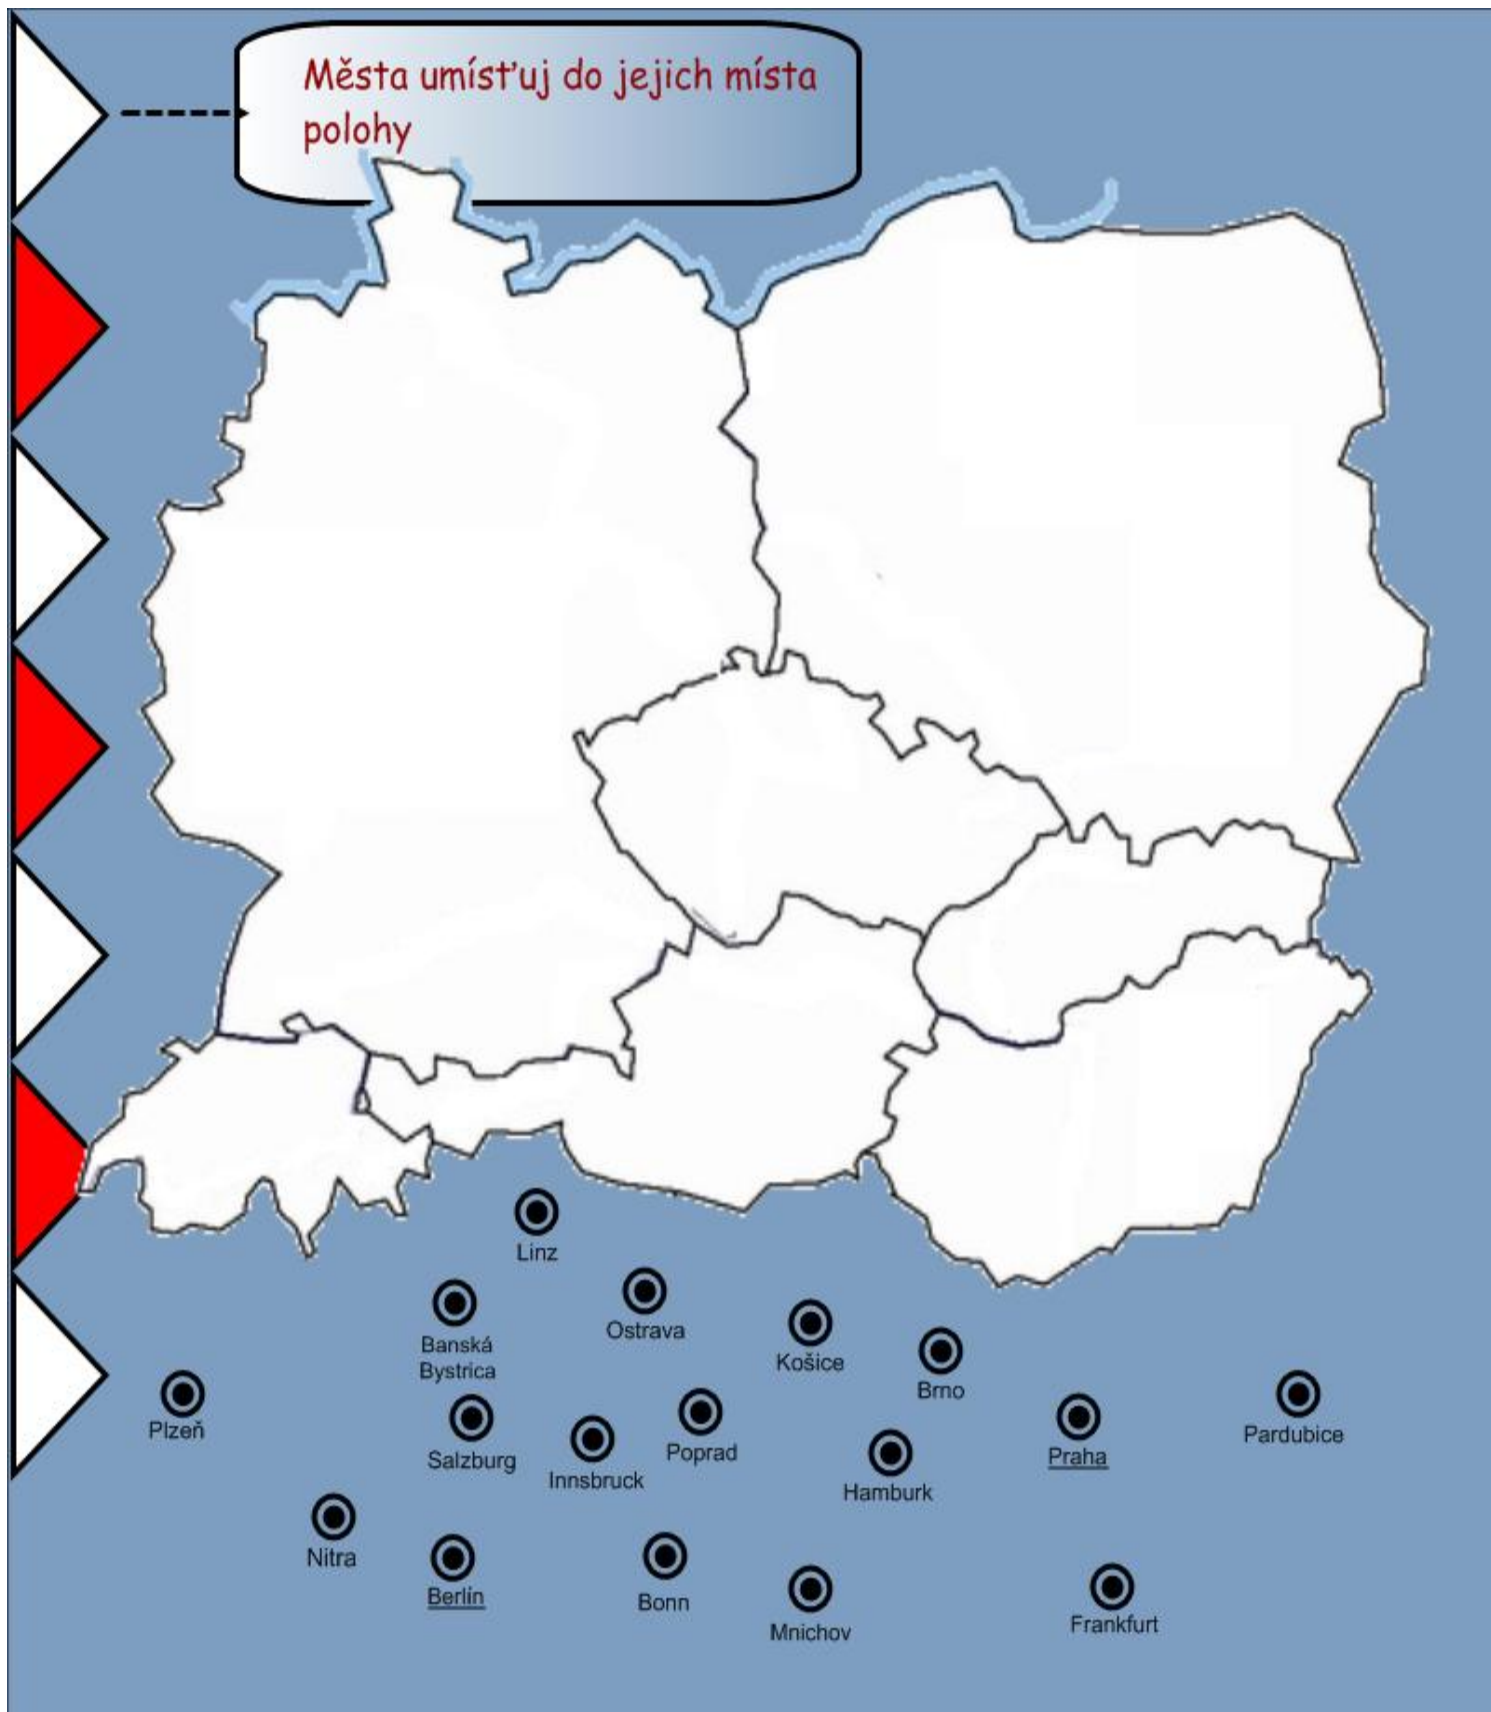 Města umísťuj do jejich místa
polohy
Linz
Ostrava
Banská
Bystrica
Košice
Brno
Plzeň
Salzburg
Innsbruck
Poprad
Hamburk
Praha
Pardubice
Nitra
Berlín
Bonn
Mnichov
Frankfurt